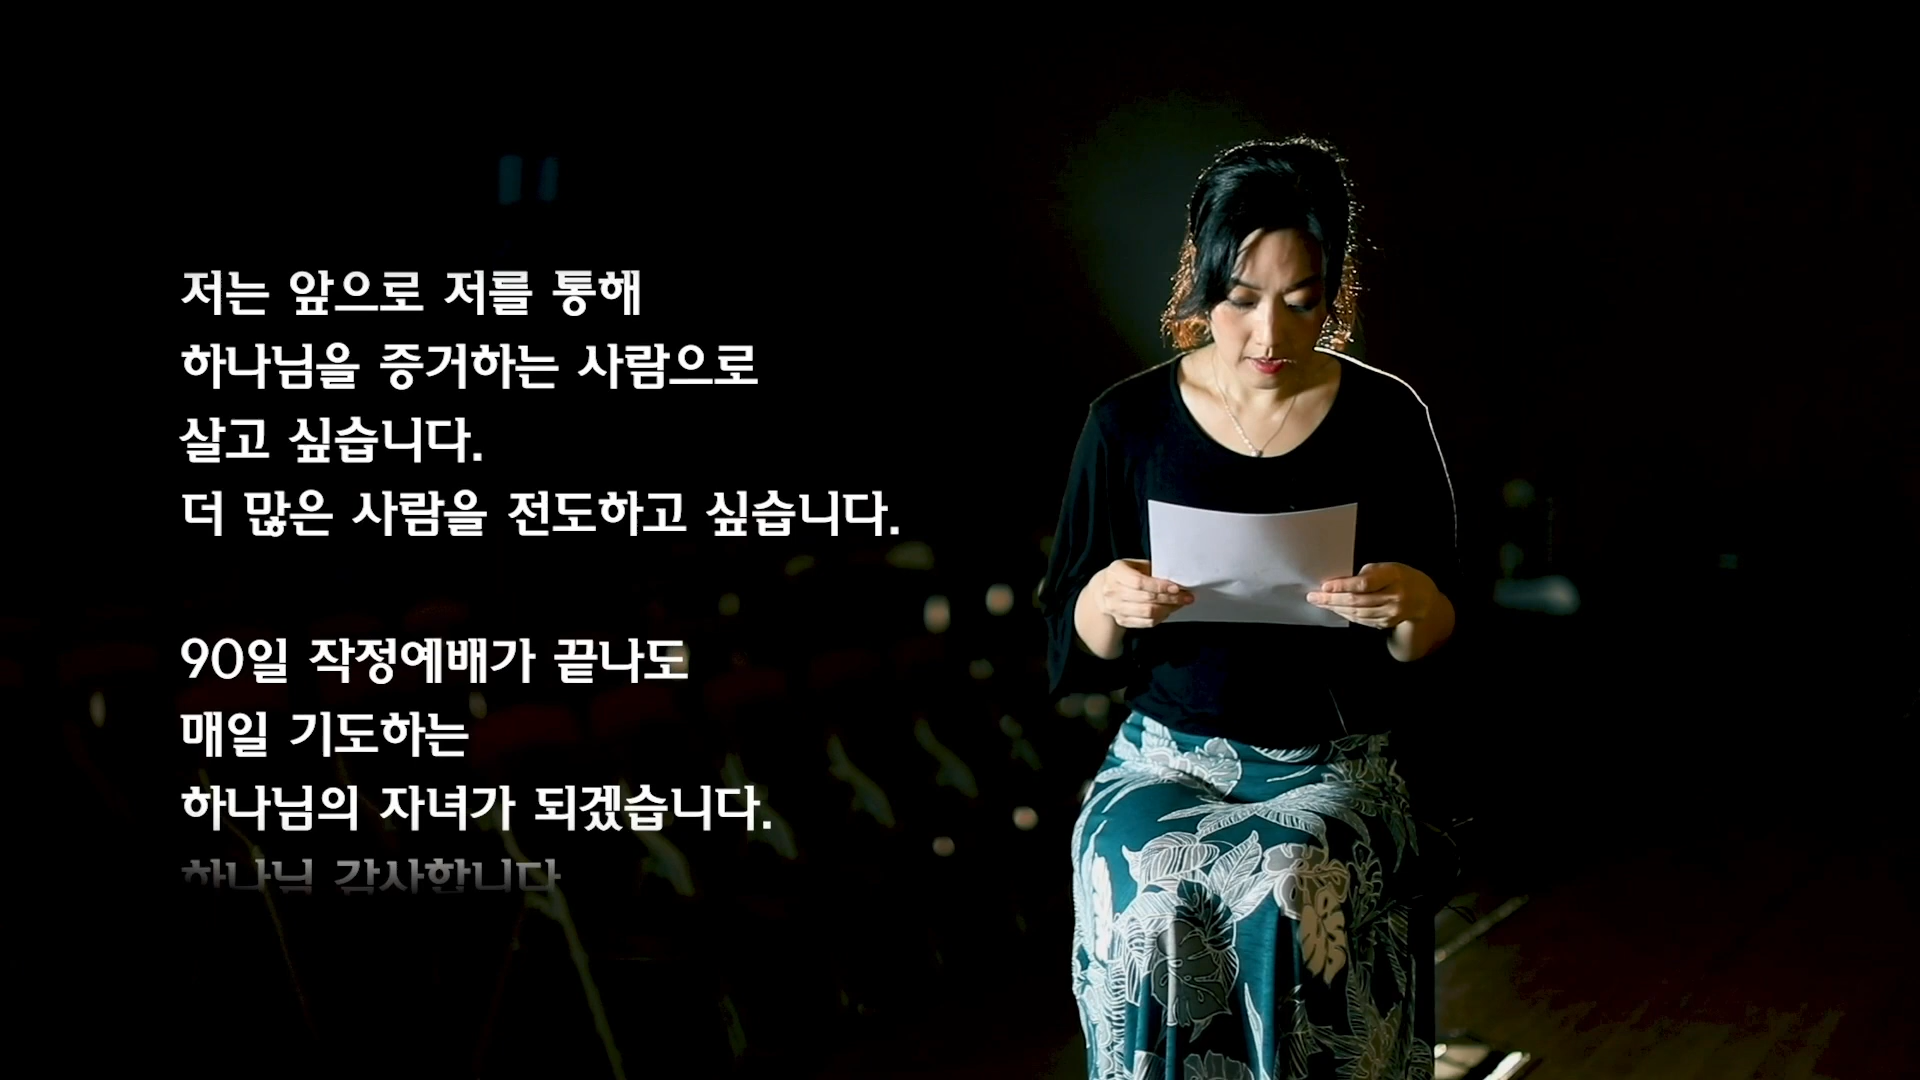 저는 앞으로 저를 통해
하나님을 증거하는 사람으로
살고 싶습니다.
더 많은 사람을 전도하고 싶습니다.
90일 작정예배가 끝나도
매일 기도하는
하나님의 자녀가 되겠습니다.
하나님 감사합니다